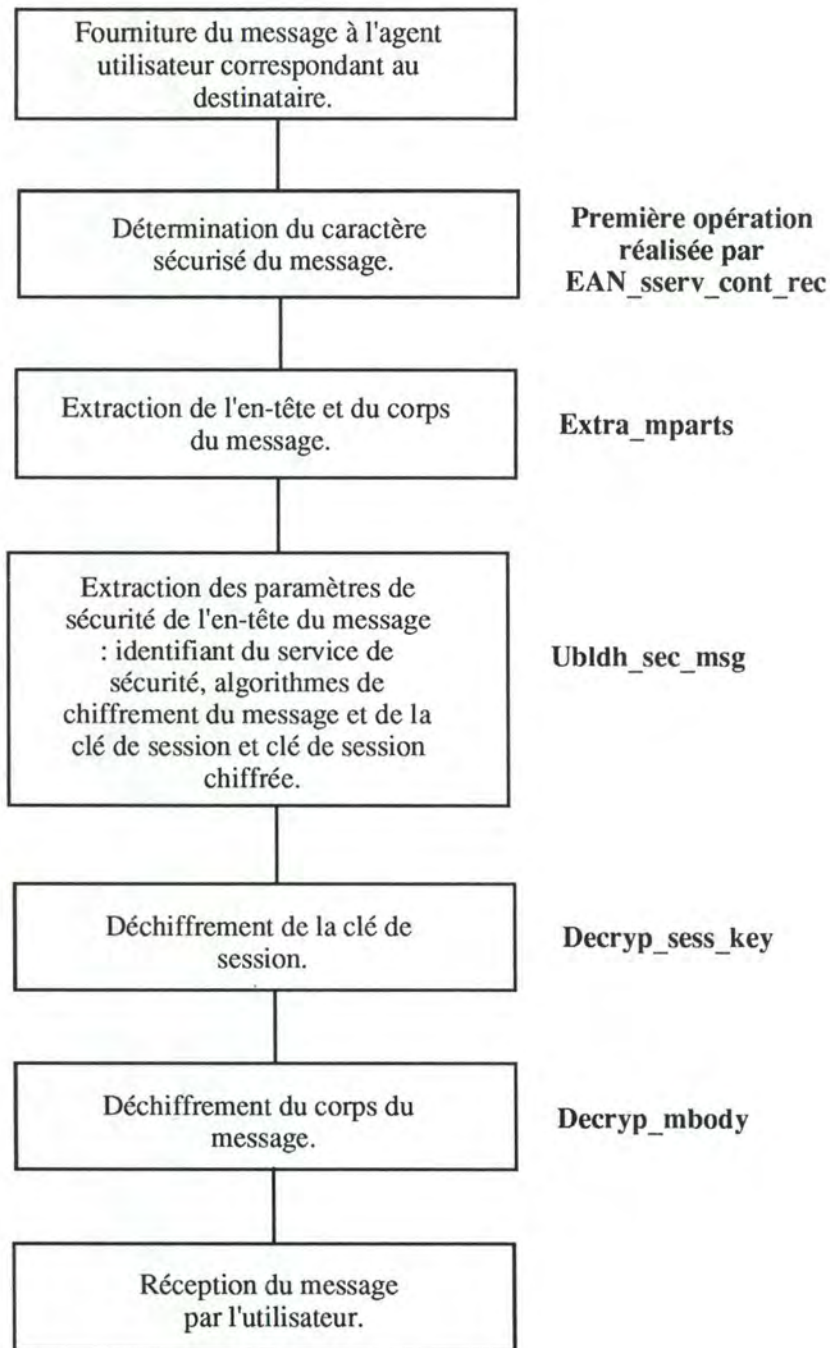 Fourniture du message à l'agent
utilisateur correspondant au
destinataire.
Détermination du caractère
sécurisé du message.
Première opération
réalisée par
EAN_sserv_cont_rec
Extraction de l'en-tête et du corps
du message.
Extra_mparts
Extraction des paramètres de
sécurité de l'en-tête du message
: identifiant du service de
sécurité, algorithmes de
chiffrement du message et de la
clé de session et clé de session
chiffrée.
Ubldh_sec_msg
Déchiffrement de la clé de
session.
Decryp_sess_key
Déchiffrement du corps du
message.
Decryp_mbody
Réception du message
par l'utilisateur.